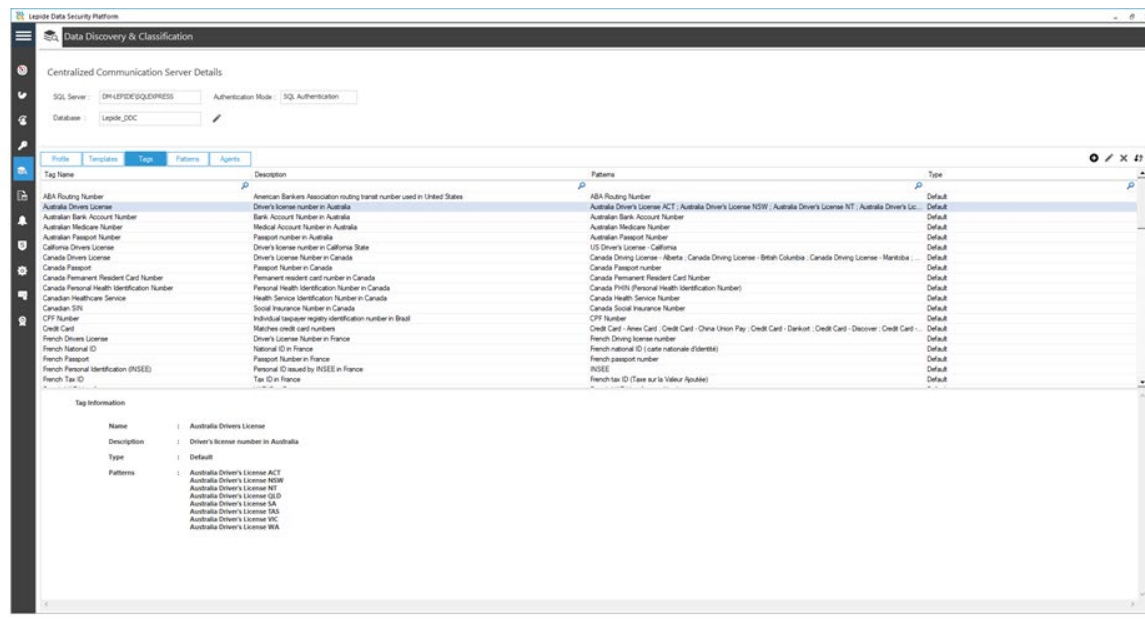 Lepide Data Security Platform
Data Discovery & Classification
Centralized Communication Server Details
SQL Server : DM-LEPIDE\SQLEXPRESS Authentication Mode : SQL Authentication
Database : Lepide_DDC
Profile Templates Tags Patterns Agents
Tag Name Description Patterns Type
ABA Routing Number American Bankers Association routing transit number used in United States ABA Routing Number Default
Australia Drivers License Driver's license number in Australia Australia Driver's License ACT ; Australia Driver's License NSW ; Australia Driver's License NT ; Australia Driver's Lic... Default
Australian Bank Account Number Bank Account Number in Australia Australian Bank Account Number Default
Australian Medicare Number Medical Account Number in Australia Australian Medicare Number Default
Australian Passport Number Passport number in Australia Australian Passport Number Default
California Drivers License Driver's license number in California State US Driver's License - California Default
Canada Drivers License Driver's License Number in Canada Canada Driving License - Alberta ; Canada Driving License - British Columbia ; Canada Driving License - Manitoba ; ... Default
Canada Passport Passport Number in Canada Canada Passport number Default
Canada Permanent Resident Card Number Permanent resident card number in Canada Canada Permanent Resident Card Number Default
Canada Personal Health Identification Number Personal Health Identification Number in Canada Canada PHIN (Personal Health Identification Number) Default
Canadian Healthcare Service Health Service Identification Number in Canada Canada Health Service Number Default
Canadian SIN Social Insurance Number in Canada Canada Social Insurance Number Default
CPF Number Individual taxpayer registry identification number in Brazil CPF Number Default
Credit Card Matches credit card numbers Credit Card - Amex Card ; Credit Card - China Union Pay ; Credit Card - Dankort ; Credit Card - Discover ; Credit Card -... Default
French Drivers License Driver's License Number in France French Driving license number Default
French National ID National ID in France French national ID ( carte nationale d'identité) Default
French Passport Passport Number in France French passport number Default
French Personal Identification (INSEE) Personal ID issued by INSEE in France INSEE Default
French Tax ID Tax ID in France French tax ID (Taxe sur la Valeur Ajoutée) Default
Tag Information
Name : Australia Drivers License
Description : Driver's license number in Australia
Type : Default
Patterns : Australia Driver's License ACT
Australia Driver's License NSW
Australia Driver's License NT
Australia Driver's License QLD
Australia Driver's License SA
Australia Driver's License TAS
Australia Driver's License VIC
Australia Driver's License WA